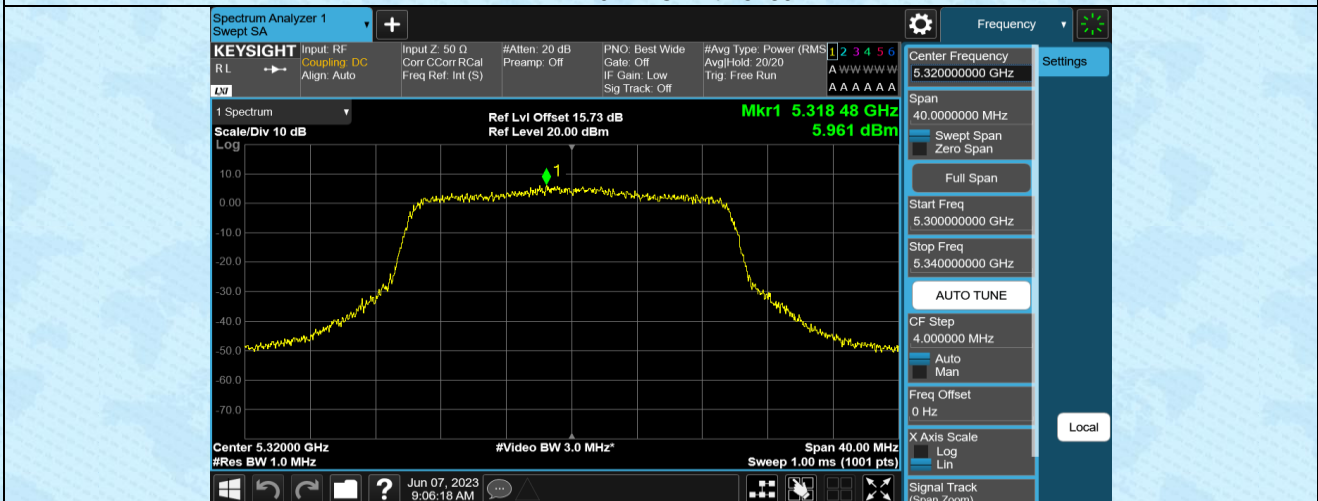 Spectrum Analyzer 1
Swept SA
Frequency
KEYSIGHT
R L
LXI
Input: RF
Coupling: DC
Align: Auto
Input Z: 50 Ω
Corr CCorr RCal
Freq Ref: Int (S)
#Atten: 20 dB
Preamp: Off
PNO: Best Wide
Gate: Off
IF Gain: Low
Sig Track: Off
#Avg Type: Power (RMS
Avg|Hold: 20/20
Trig: Free Run
1 2 3 4 5 6
A W W W W W
A A A A A A
1 Spectrum
Scale/Div 10 dB
Log
Ref Lvl Offset 15.73 dB
Ref Level 20.00 dBm
Mkr1 5.318 48 GHz
5.961 dBm
1
10.0
0.00
-10.0
-20.0
-30.0
-40.0
-50.0
-60.0
-70.0
Center 5.32000 GHz
#Res BW 1.0 MHz
#Video BW 3.0 MHz*
Span 40.00 MHz
Sweep 1.00 ms (1001 pts)
?
Jun 07, 2023
9:06:18 AM
Center Frequency
5.320000000 GHz
Settings
Span
40.0000000 MHz
Swept Span
Zero Span
Full Span
Start Freq
5.300000000 GHz
Stop Freq
5.340000000 GHz
AUTO TUNE
CF Step
4.000000 MHz
Auto
Man
Freq Offset
0 Hz
X Axis Scale
Log
Lin
Local
Signal Track
(Span Zoom)